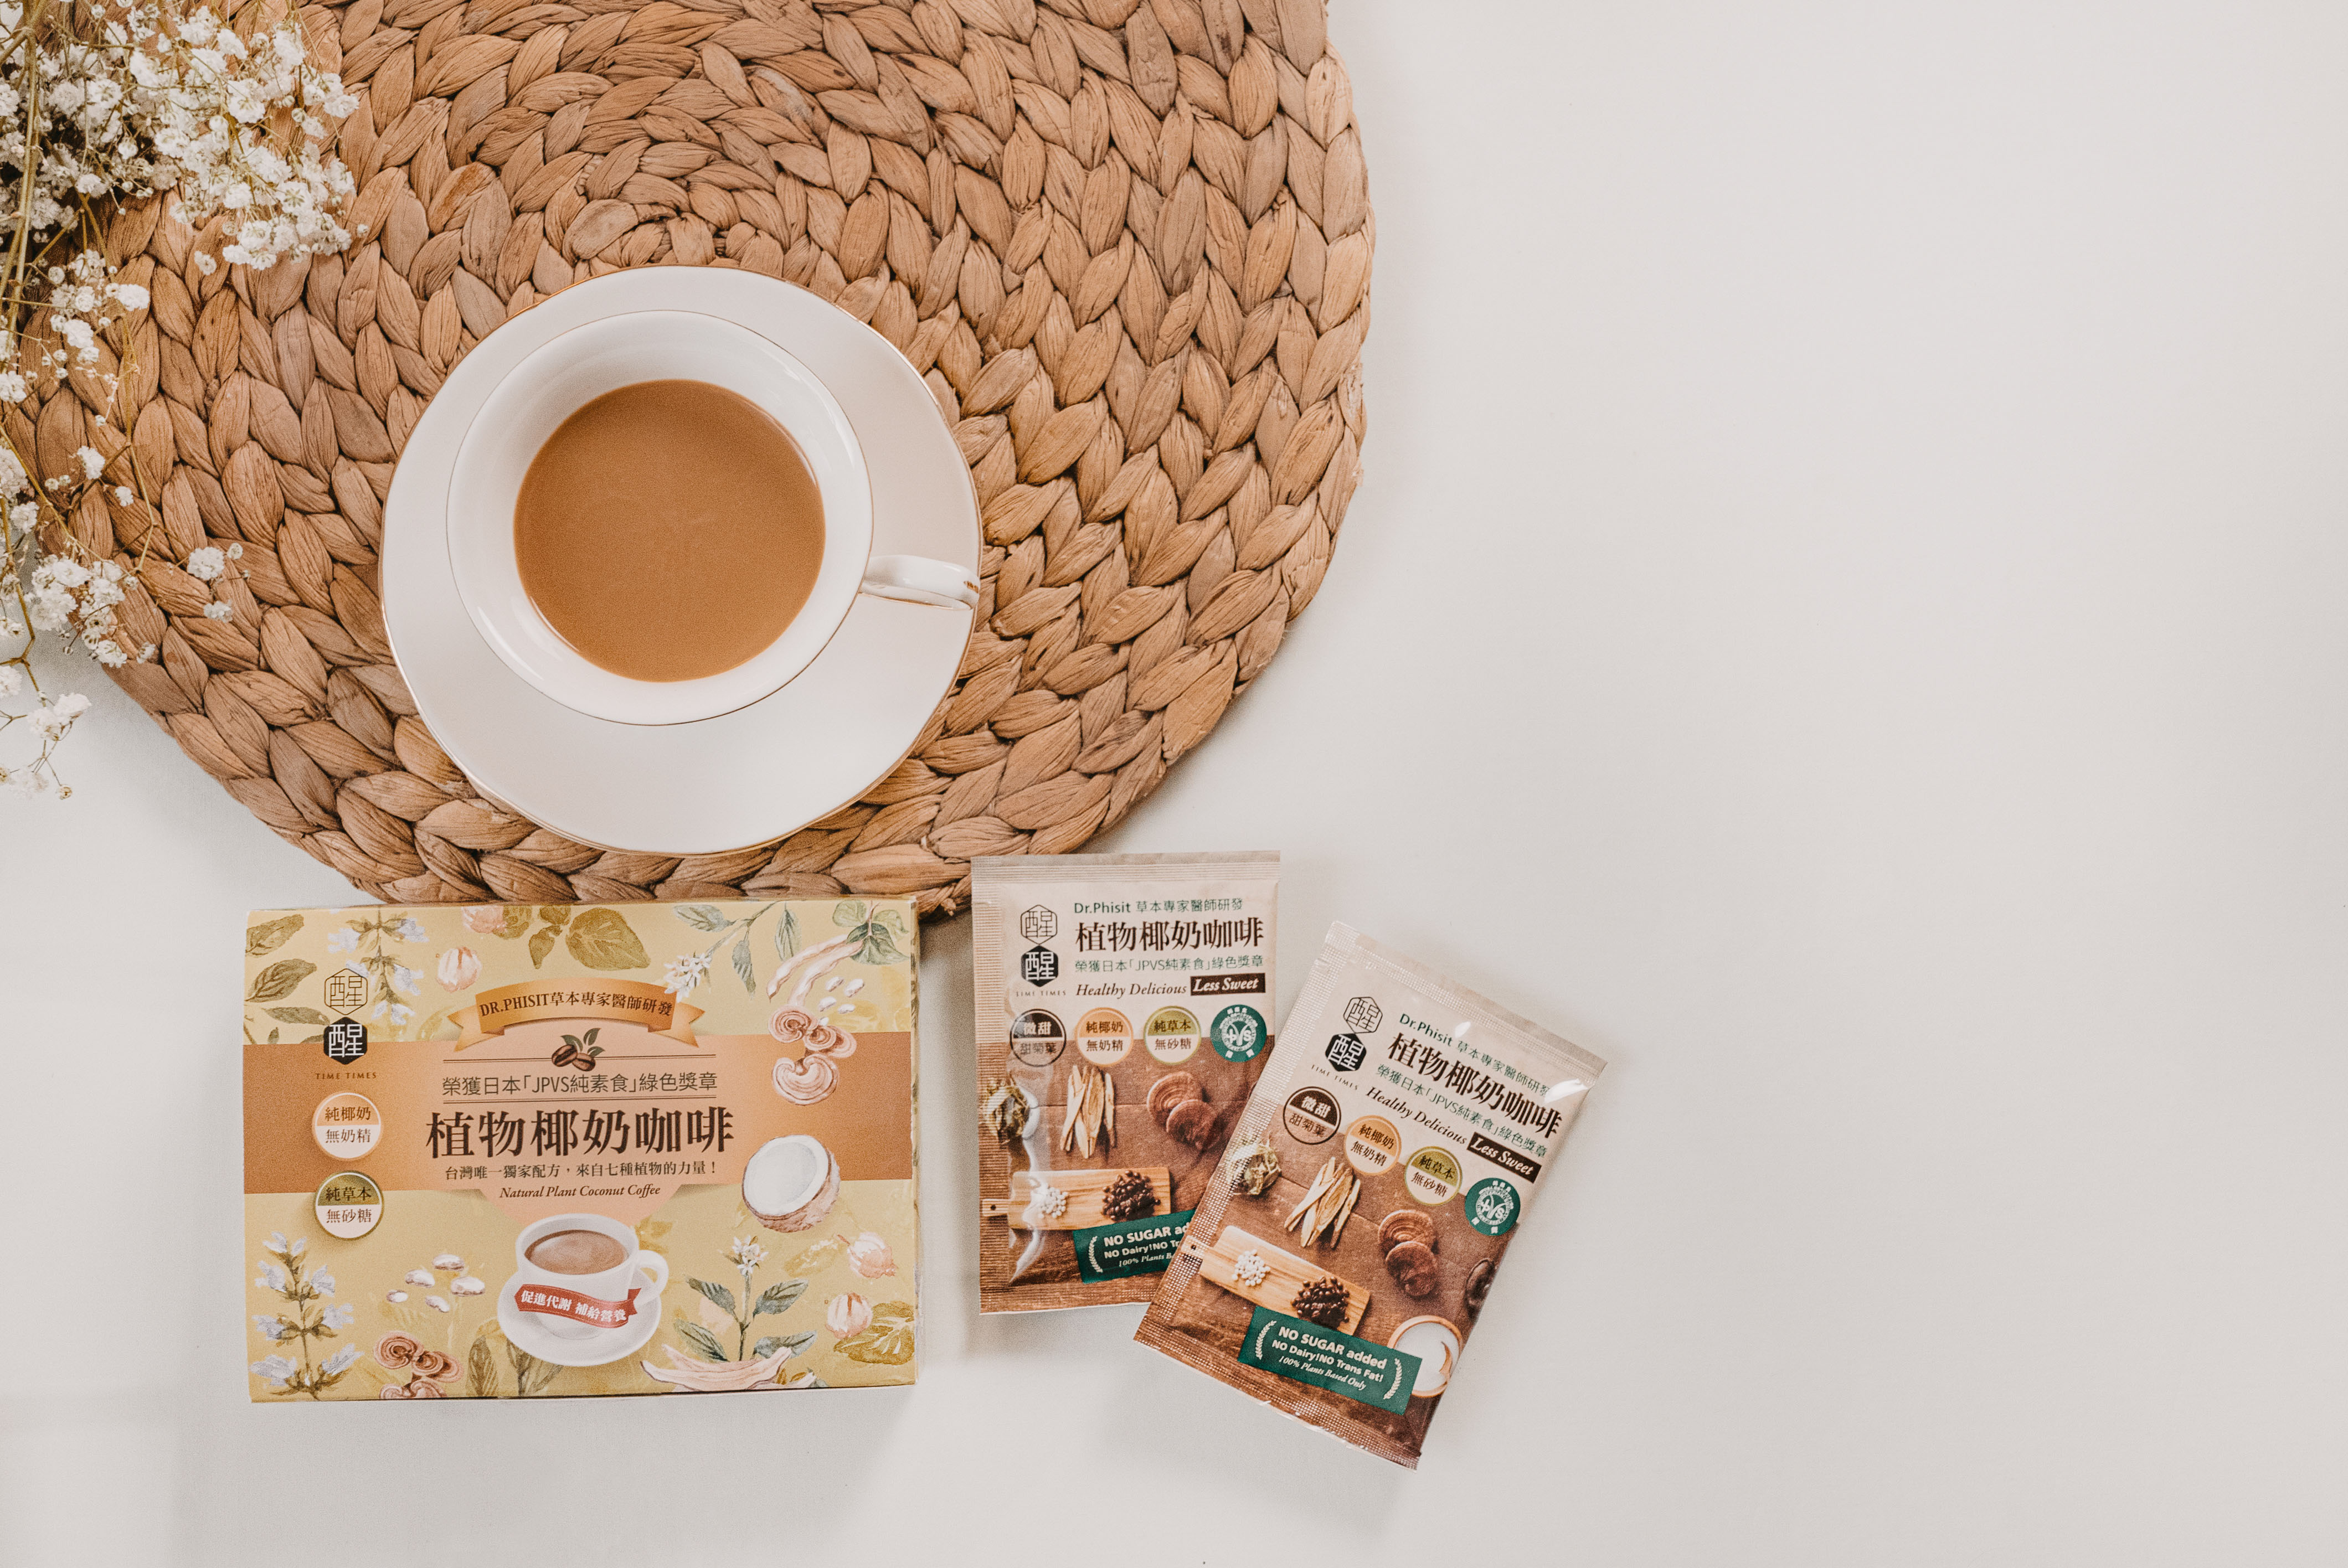 醒
醒
TIME TIMES
純椰奶
無奶精
純草本
無砂糖
DR.PHISIT草本專家醫師研發
榮獲日本「JPVS純素食」綠色獎章
植物椰奶咖啡
台灣唯一獨家配方，來自七種植物的力量！
Natural Plant Coconut Coffee
促進代謝 補給營養
醒
醒
TIME TIMES
Dr.Phisit 草本專家醫師研發
植物椰奶咖啡
榮獲日本「JPVS純素食」綠色獎章
Healthy Delicious Less Sweet
微甜
甜菊葉
純椰奶
無奶精
純草本
無砂糖
NO SUGAR
NO Dairy!NO
100% Plants
醒
醒
TIME TIMES
Dr.Phisit 草本專家醫師研發
植物椰奶咖啡
榮獲日本「JPVS純素食」綠色獎章
Healthy Delicious Less Sweet
微甜
甜菊葉
純椰奶
無奶精
純草本
無砂糖
NO SUGAR added
NO Dairy!NO Trans Fat!
100% Plants Based Only